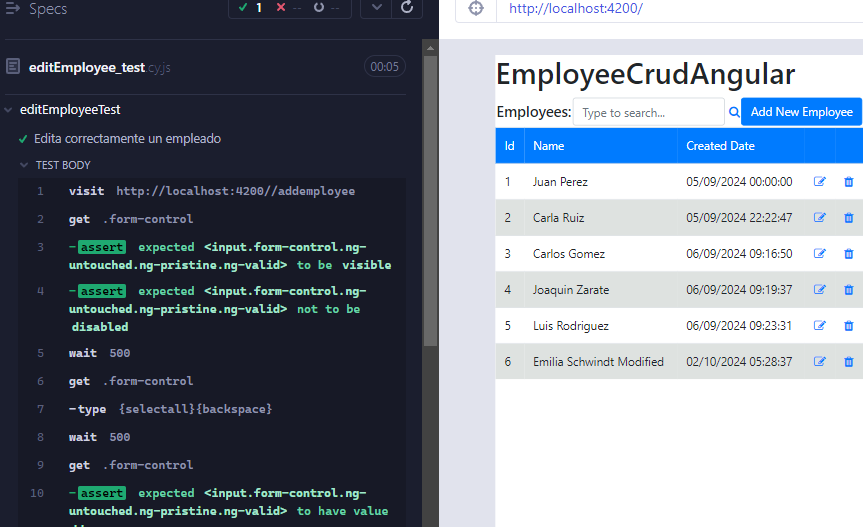 Specs
1
--
--
editEmployee_test.cy.js
00:05
editEmployeeTest
Edita correctamente un empleado
TEST BODY
1 visit http://localhost:4200//addemployee
2 get .form-control
3 -assert expected <input.form-control.ng-
untouched.ng-pristine.ng-valid> to be visible
4 -assert expected <input.form-control.ng-
untouched.ng-pristine.ng-valid> not to be
disabled
5 wait 500
6 get .form-control
7 -type {selectall}{backspace}
8 wait 500
9 get .form-control
10 -assert expected <input.form-control.ng-
untouched.ng-pristine.ng-valid> to have value
http://localhost:4200/
EmployeeCrudAngular
Employees: Type to search... Add New Employee
Id Name Created Date
1 Juan Perez 05/09/2024 00:00:00
2 Carla Ruiz 05/09/2024 22:22:47
3 Carlos Gomez 06/09/2024 09:16:50
4 Joaquin Zarate 06/09/2024 09:19:37
5 Luis Rodriguez 06/09/2024 09:23:31
6 Emilia Schwindt Modified 02/10/2024 05:28:37